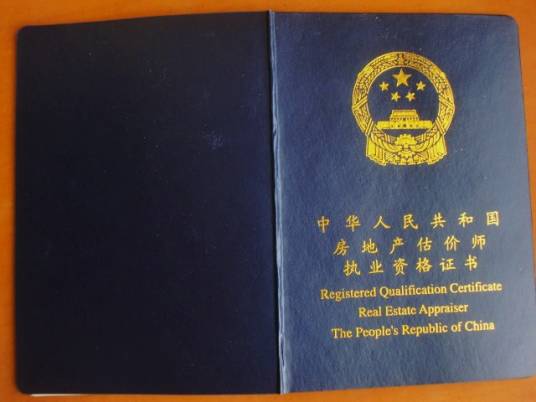 中华人民共和国
房地产估价师
执业资格证书
Registered Qualification Certificate
Real Estate Appraiser
The People's Republic of China